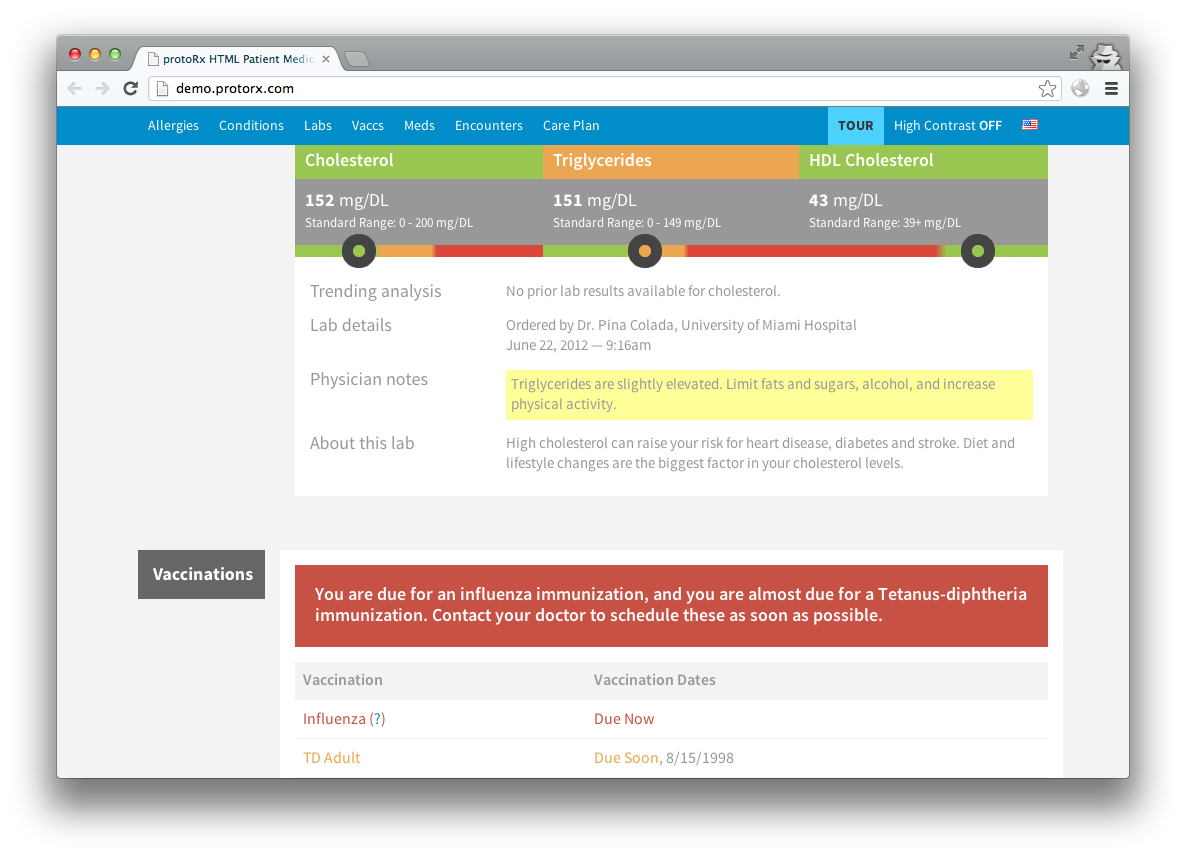 protoRx HTML Patient Medic
demo.protorx.com
Allergies Conditions Labs Vaccs Meds Encounters Care Plan TOUR High Contrast OFF
Cholesterol Triglycerides HDL Cholesterol
152 mg/DL 151 mg/DL 43 mg/DL
Standard Range: 0 - 200 mg/DL Standard Range: 0 - 149 mg/DL Standard Range: 39+ mg/DL
Trending analysis No prior lab results available for cholesterol.
Lab details Ordered by Dr. Pina Colada, University of Miami Hospital
June 22, 2012 — 9:16am
Physician notes Triglycerides are slightly elevated. Limit fats and sugars, alcohol, and increase
physical activity.
About this lab High cholesterol can raise your risk for heart disease, diabetes and stroke. Diet and
lifestyle changes are the biggest factor in your cholesterol levels.
Vaccinations
You are due for an influenza immunization, and you are almost due for a Tetanus-diphtheria
immunization. Contact your doctor to schedule these as soon as possible.
Vaccination Vaccination Dates
Influenza (?) Due Now
TD Adult Due Soon, 8/15/1998